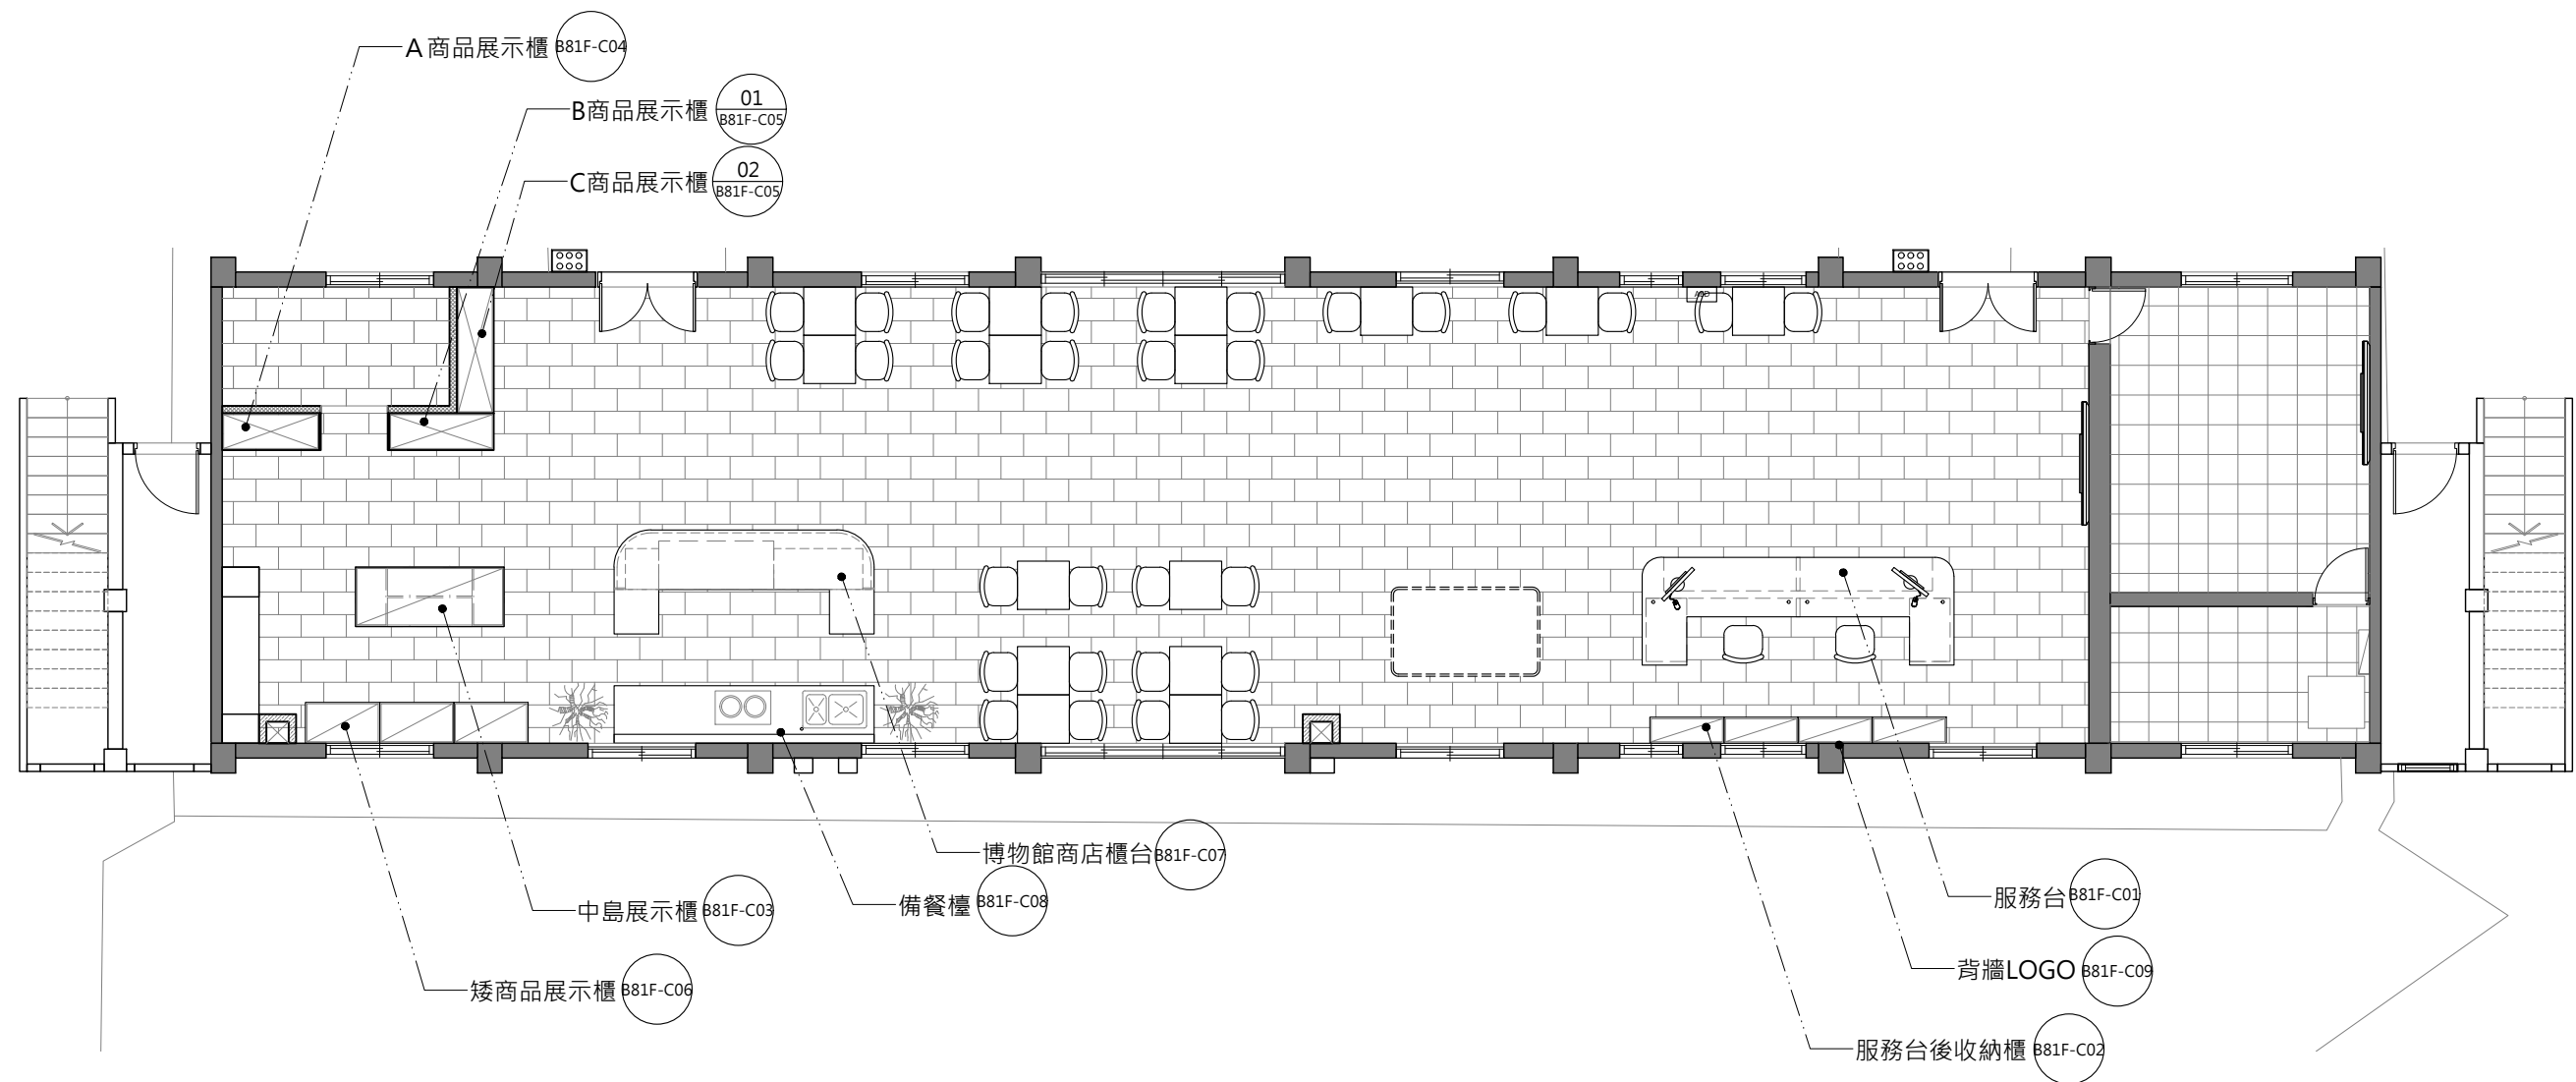 A商品展示櫃 B81F-C04
B商品展示櫃 01 B81F-C05
C商品展示櫃 02 B81F-C05
博物館商店櫃台 B81F-C07
備餐檯 B81F-C08
中島展示櫃 B81F-C03
矮商品展示櫃 B81F-C06
服務台 B81F-C01
背牆LOGO B81F-C09
服務台後收納櫃 B81F-C02